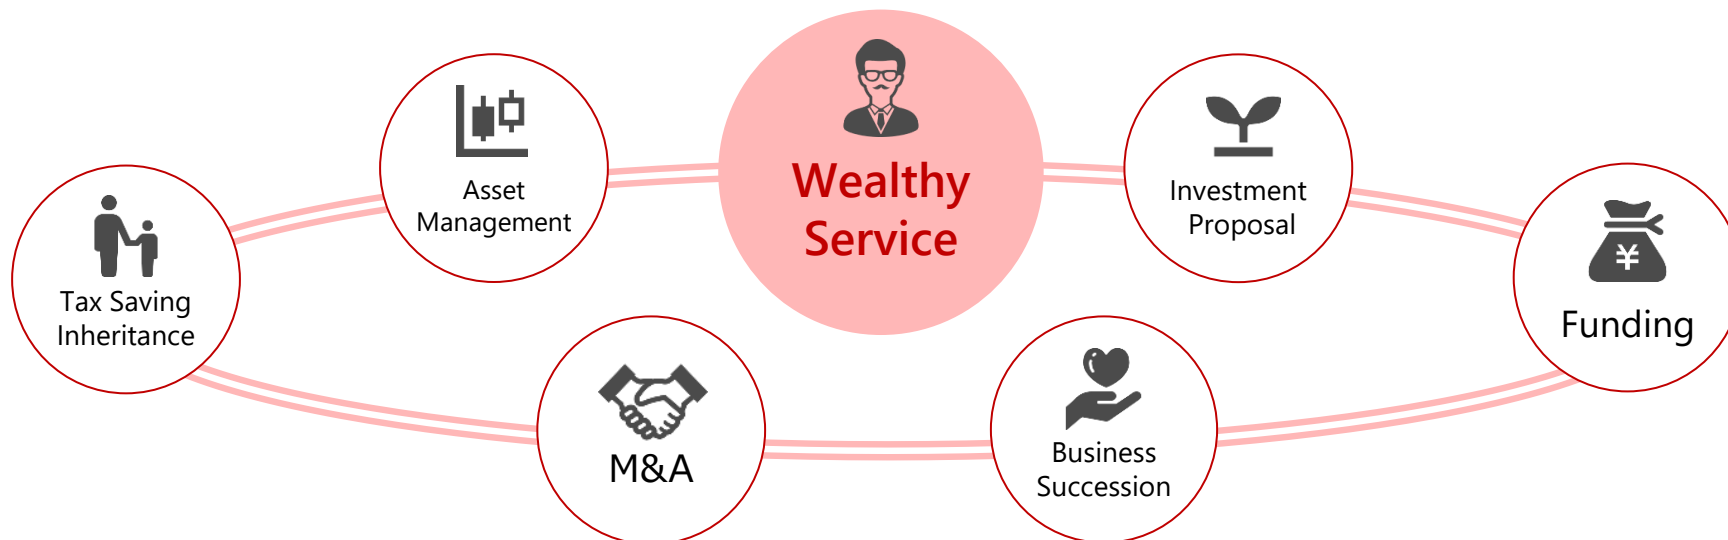 Wealthy
Service
Asset
Management
Investment
Proposal
Tax Saving
Inheritance
¥
Funding
M&A
Business
Succession